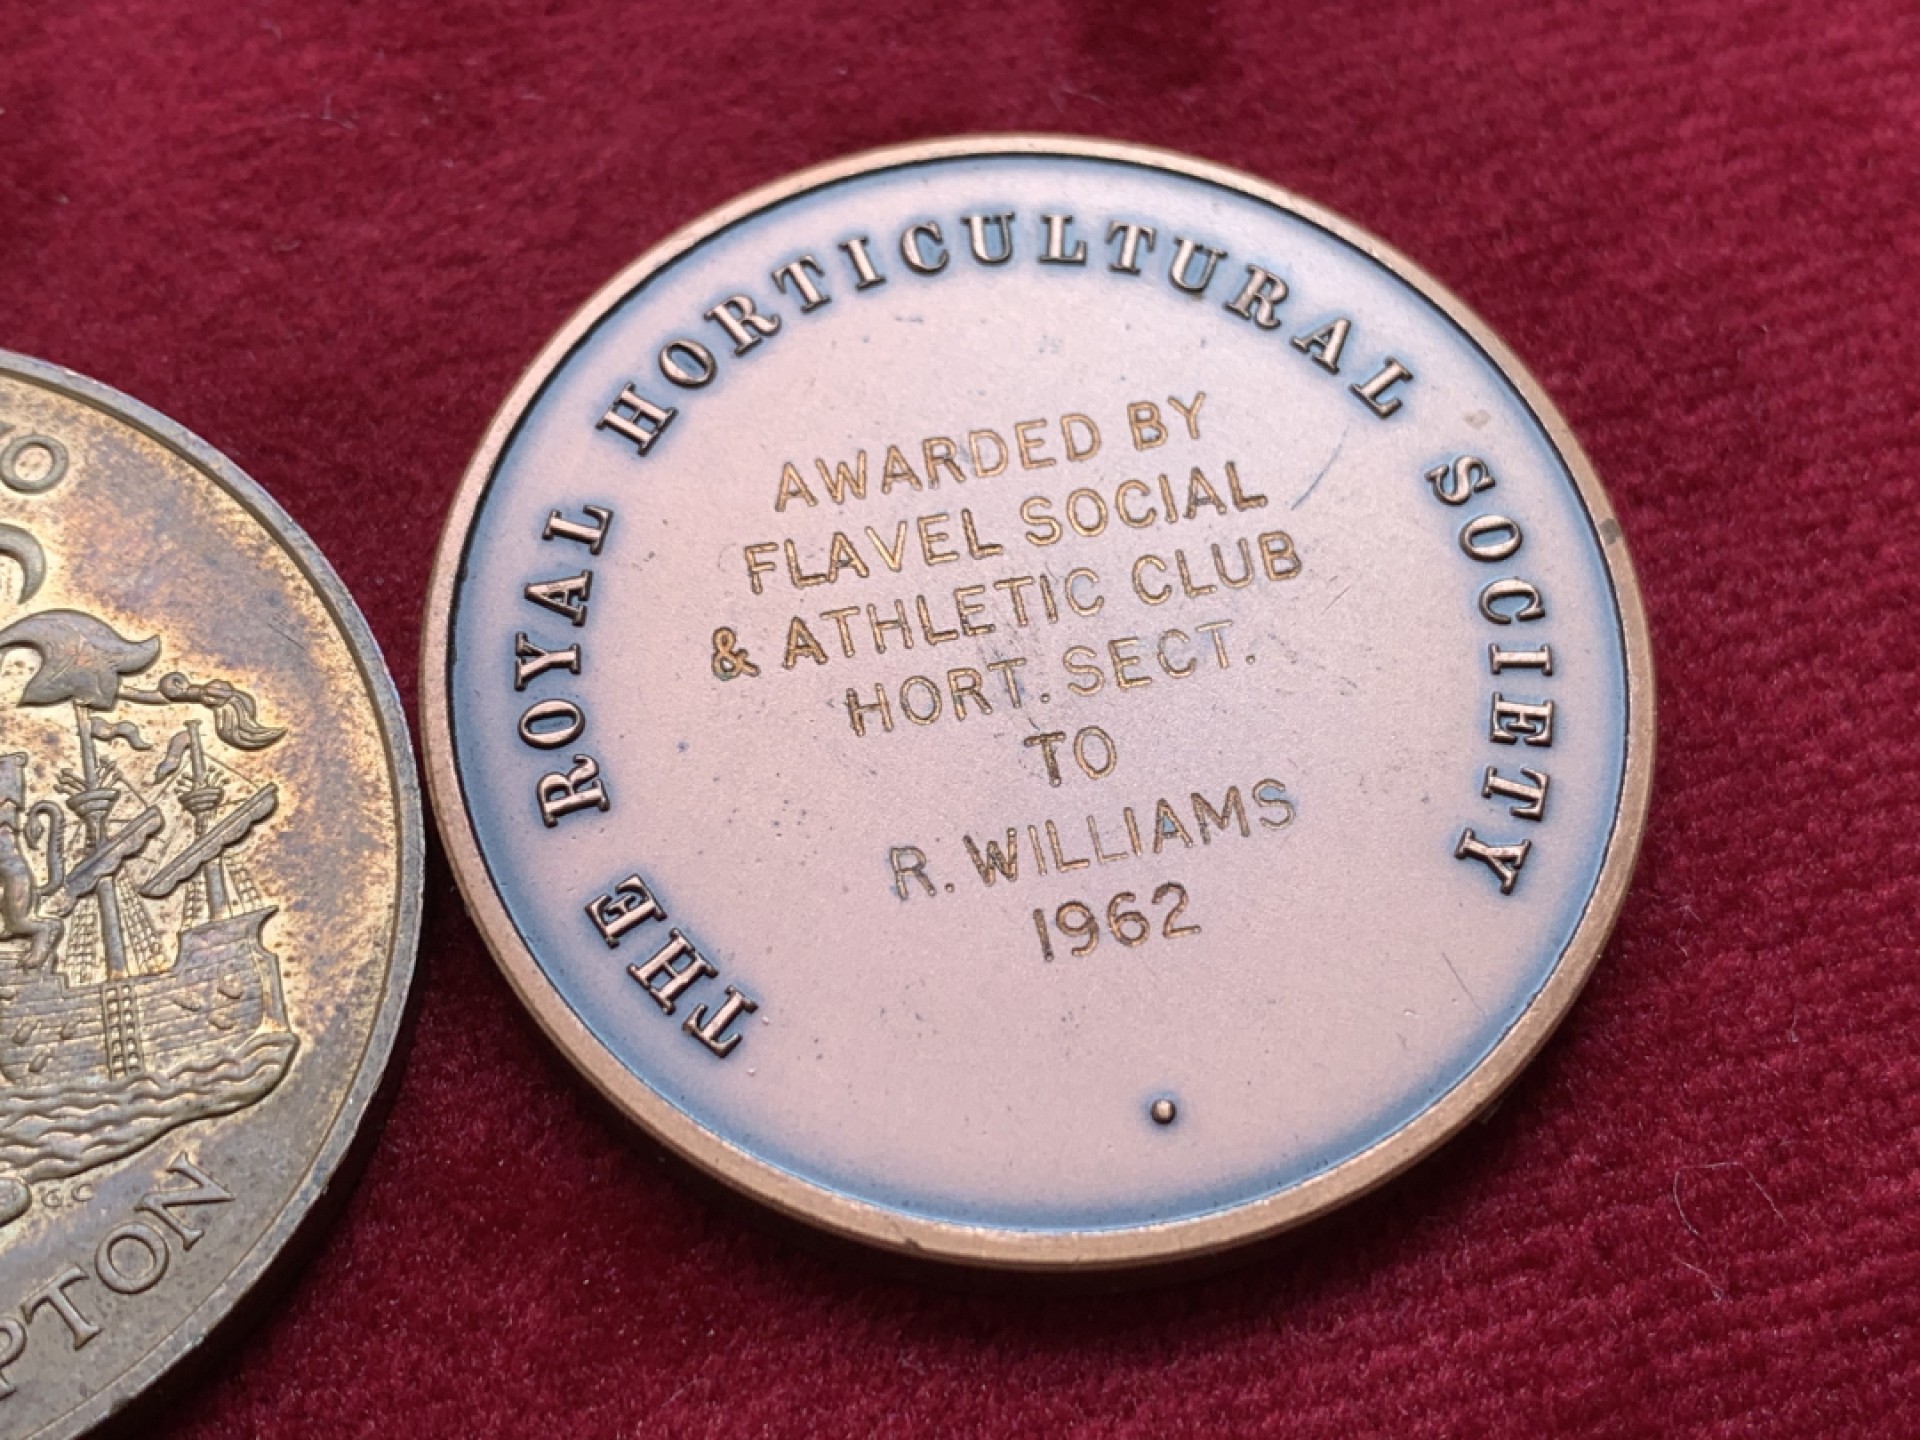 THE ROYAL HORTICULTURAL SOCIETY
AWARDED BY
FLAVEL SOCIAL
& ATHLETIC CLUB
HORT. SECT.
TO
R. WILLIAMS
1962
PTON